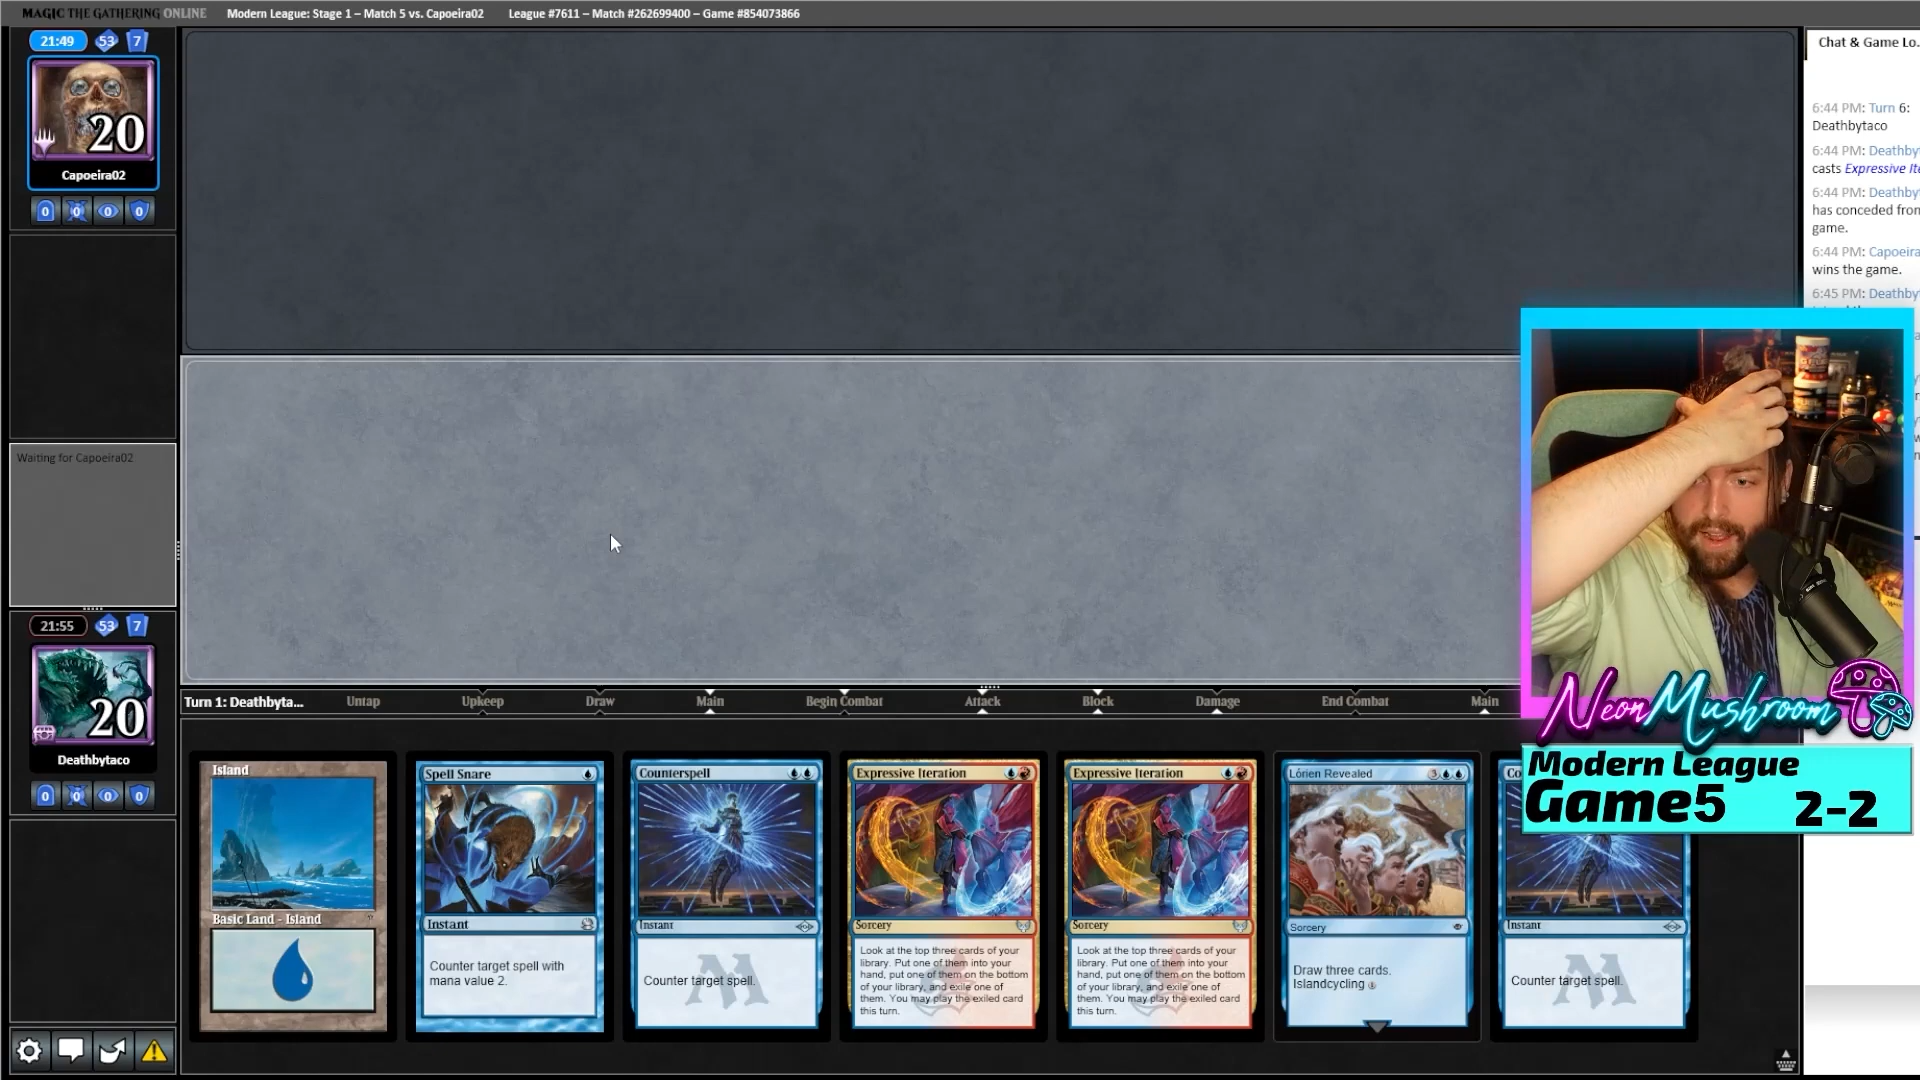 MAGIC THE GATHERING ONLINE
Modern League: Stage 1 – Match 5 vs. Capoeira02
League #7611 – Match #262699400 – Game #854073866
21:49
53
7
20
Capoeira02
0
0
0
0
Waiting for Capoeira02
21:55
53
7
20
Deathbytaco
0
0
0
0
Chat & Game Lo...
6:44 PM: Turn 6:
Deathbytaco
6:44 PM: Deathby
casts Expressive Ite
6:44 PM: Deathby
has conceded from
game.
6:44 PM: Capoeira
wins the game.
6:45 PM: Deathby
Turn 1: Deathbyta...
Untap
Upkeep
Draw
Main
Begin Combat
Attack
Block
Damage
End Combat
Main
NeonMushroom
Modern League
Game5
2-2
Island
Basic Land - Island
Spell Snare
Instant
Counter target spell with
mana value 2.
Counterspell
Instant
Counter target spell.
Expressive Iteration
Sorcery
Look at the top three cards of your
library. Put one of them into your
hand, put one of them on the bottom
of your library, and exile one of
them. You may play the exiled card
this turn.
Expressive Iteration
Sorcery
Look at the top three cards of your
library. Put one of them into your
hand, put one of them on the bottom
of your library, and exile one of
them. You may play the exiled card
this turn.
Lórien Revealed
3
Sorcery
Draw three cards.
Islandcycling 1
Co
Instant
Counter target spell.